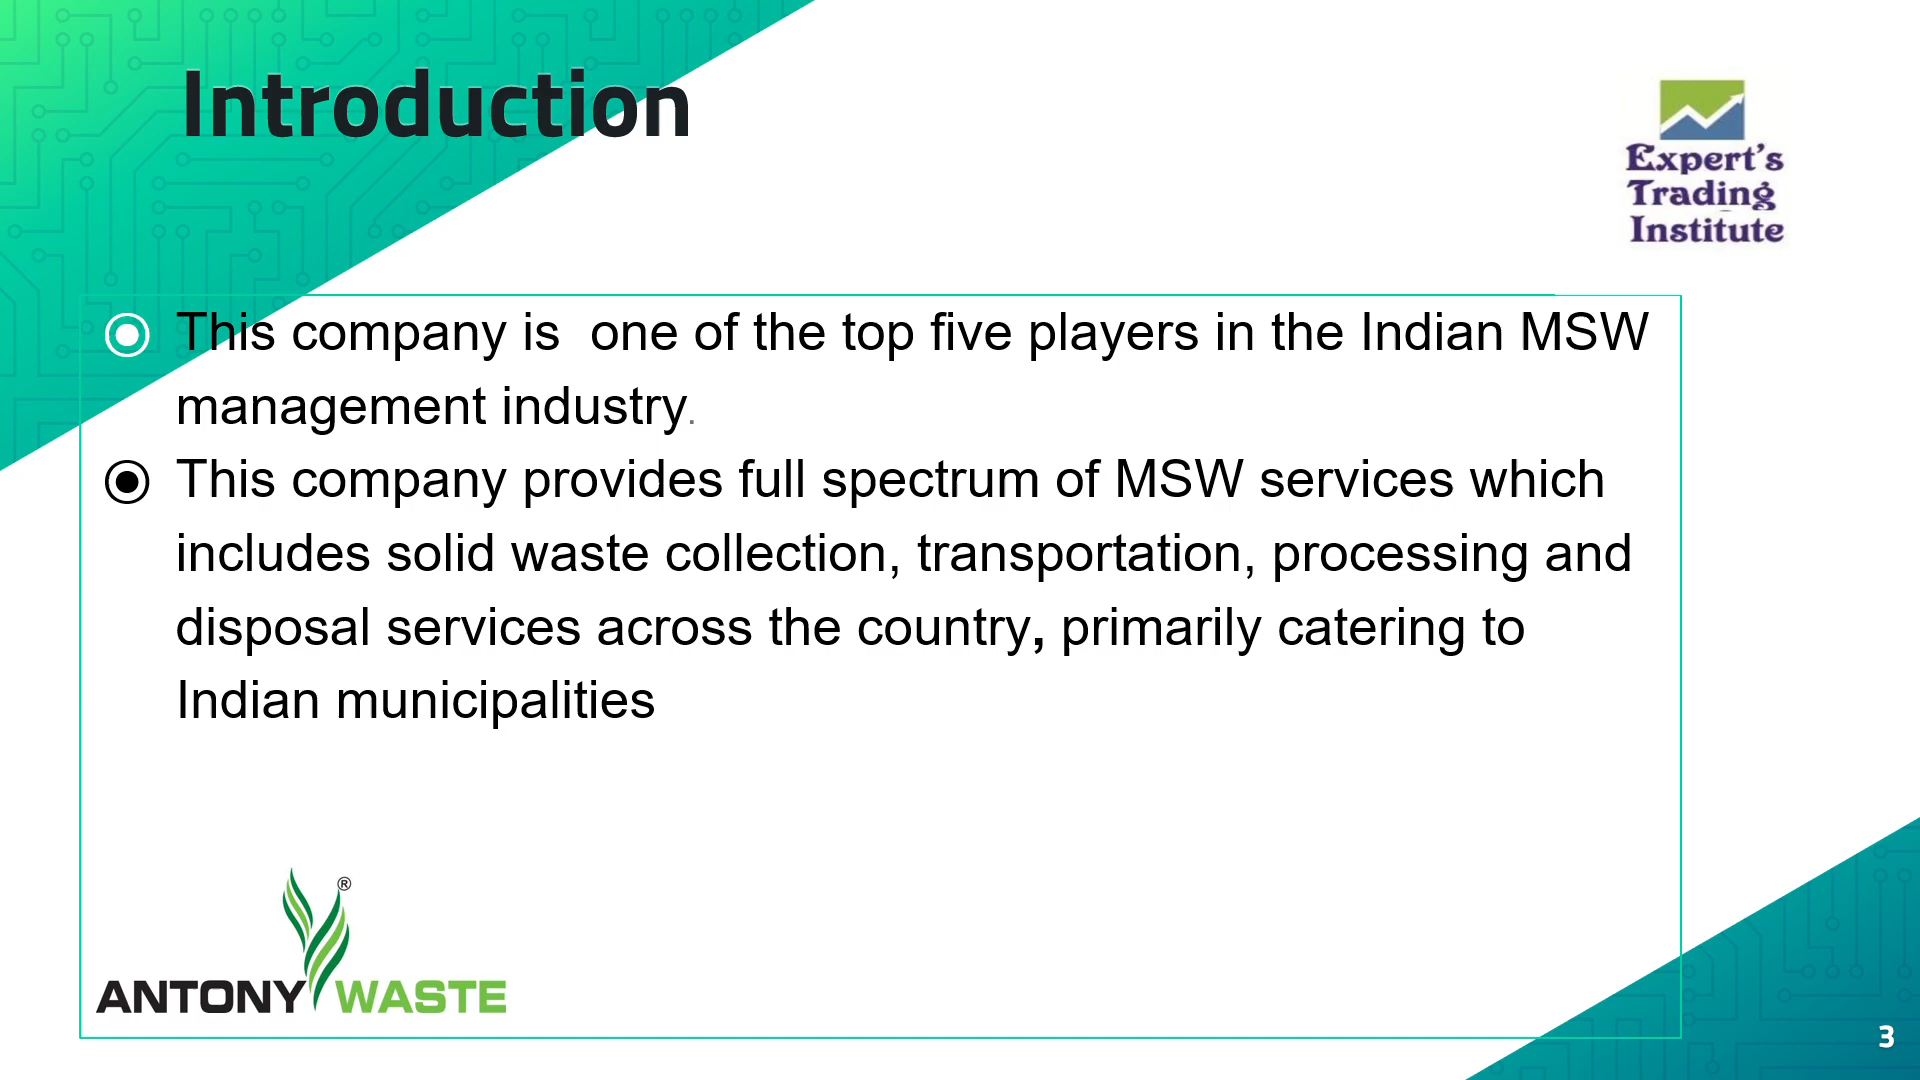 Introduction
Expert's
Trading
Institute
This company is  one of the top five players in the Indian MSW
management industry.
This company provides full spectrum of MSW services which
includes solid waste collection, transportation, processing and
disposal services across the country, primarily catering to
Indian municipalities
®
ANTONY WASTE
3